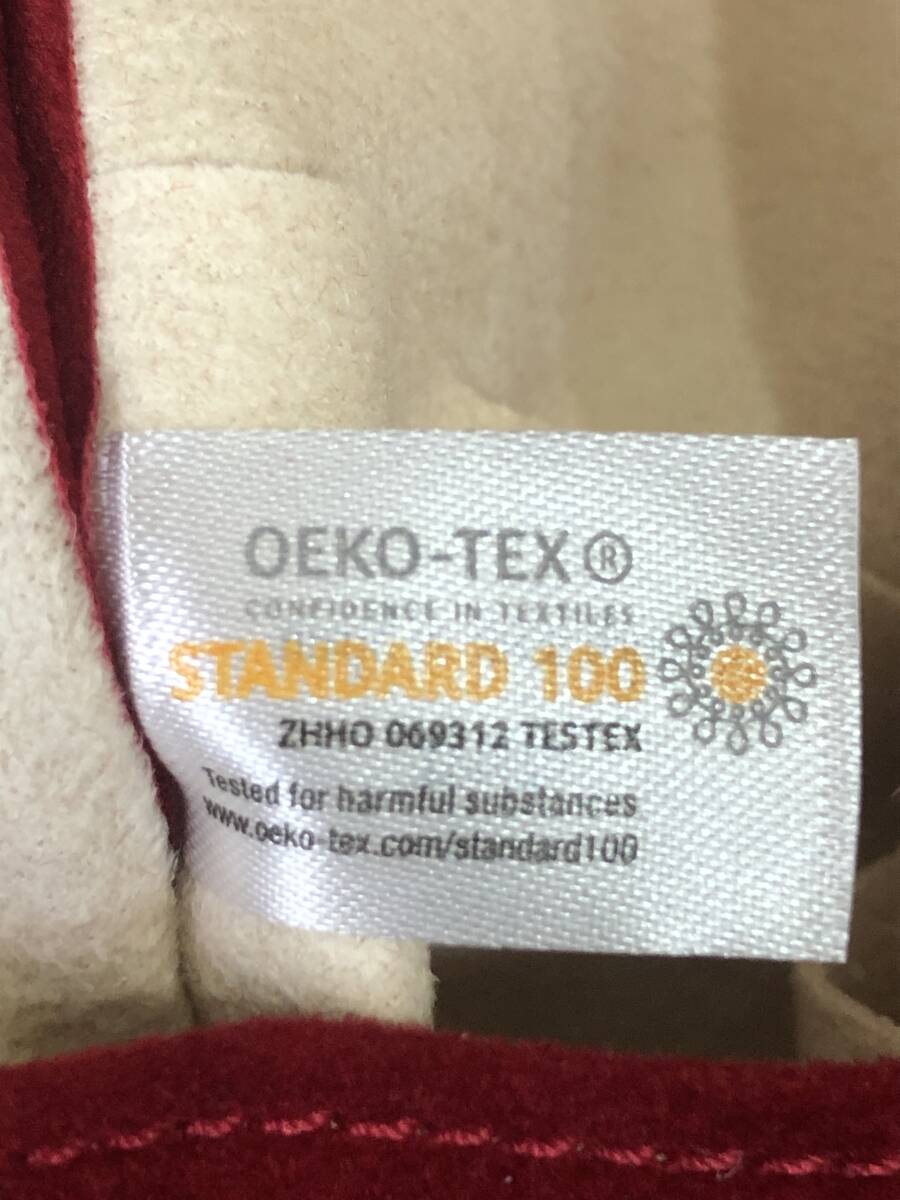 OEKO-TEX®
CONFIDENCE IN TEXTILES
STANDARD 100
ZHHO 069312 TESTEX
Tested for harmful substances
www.oeko-tex.com/standard100